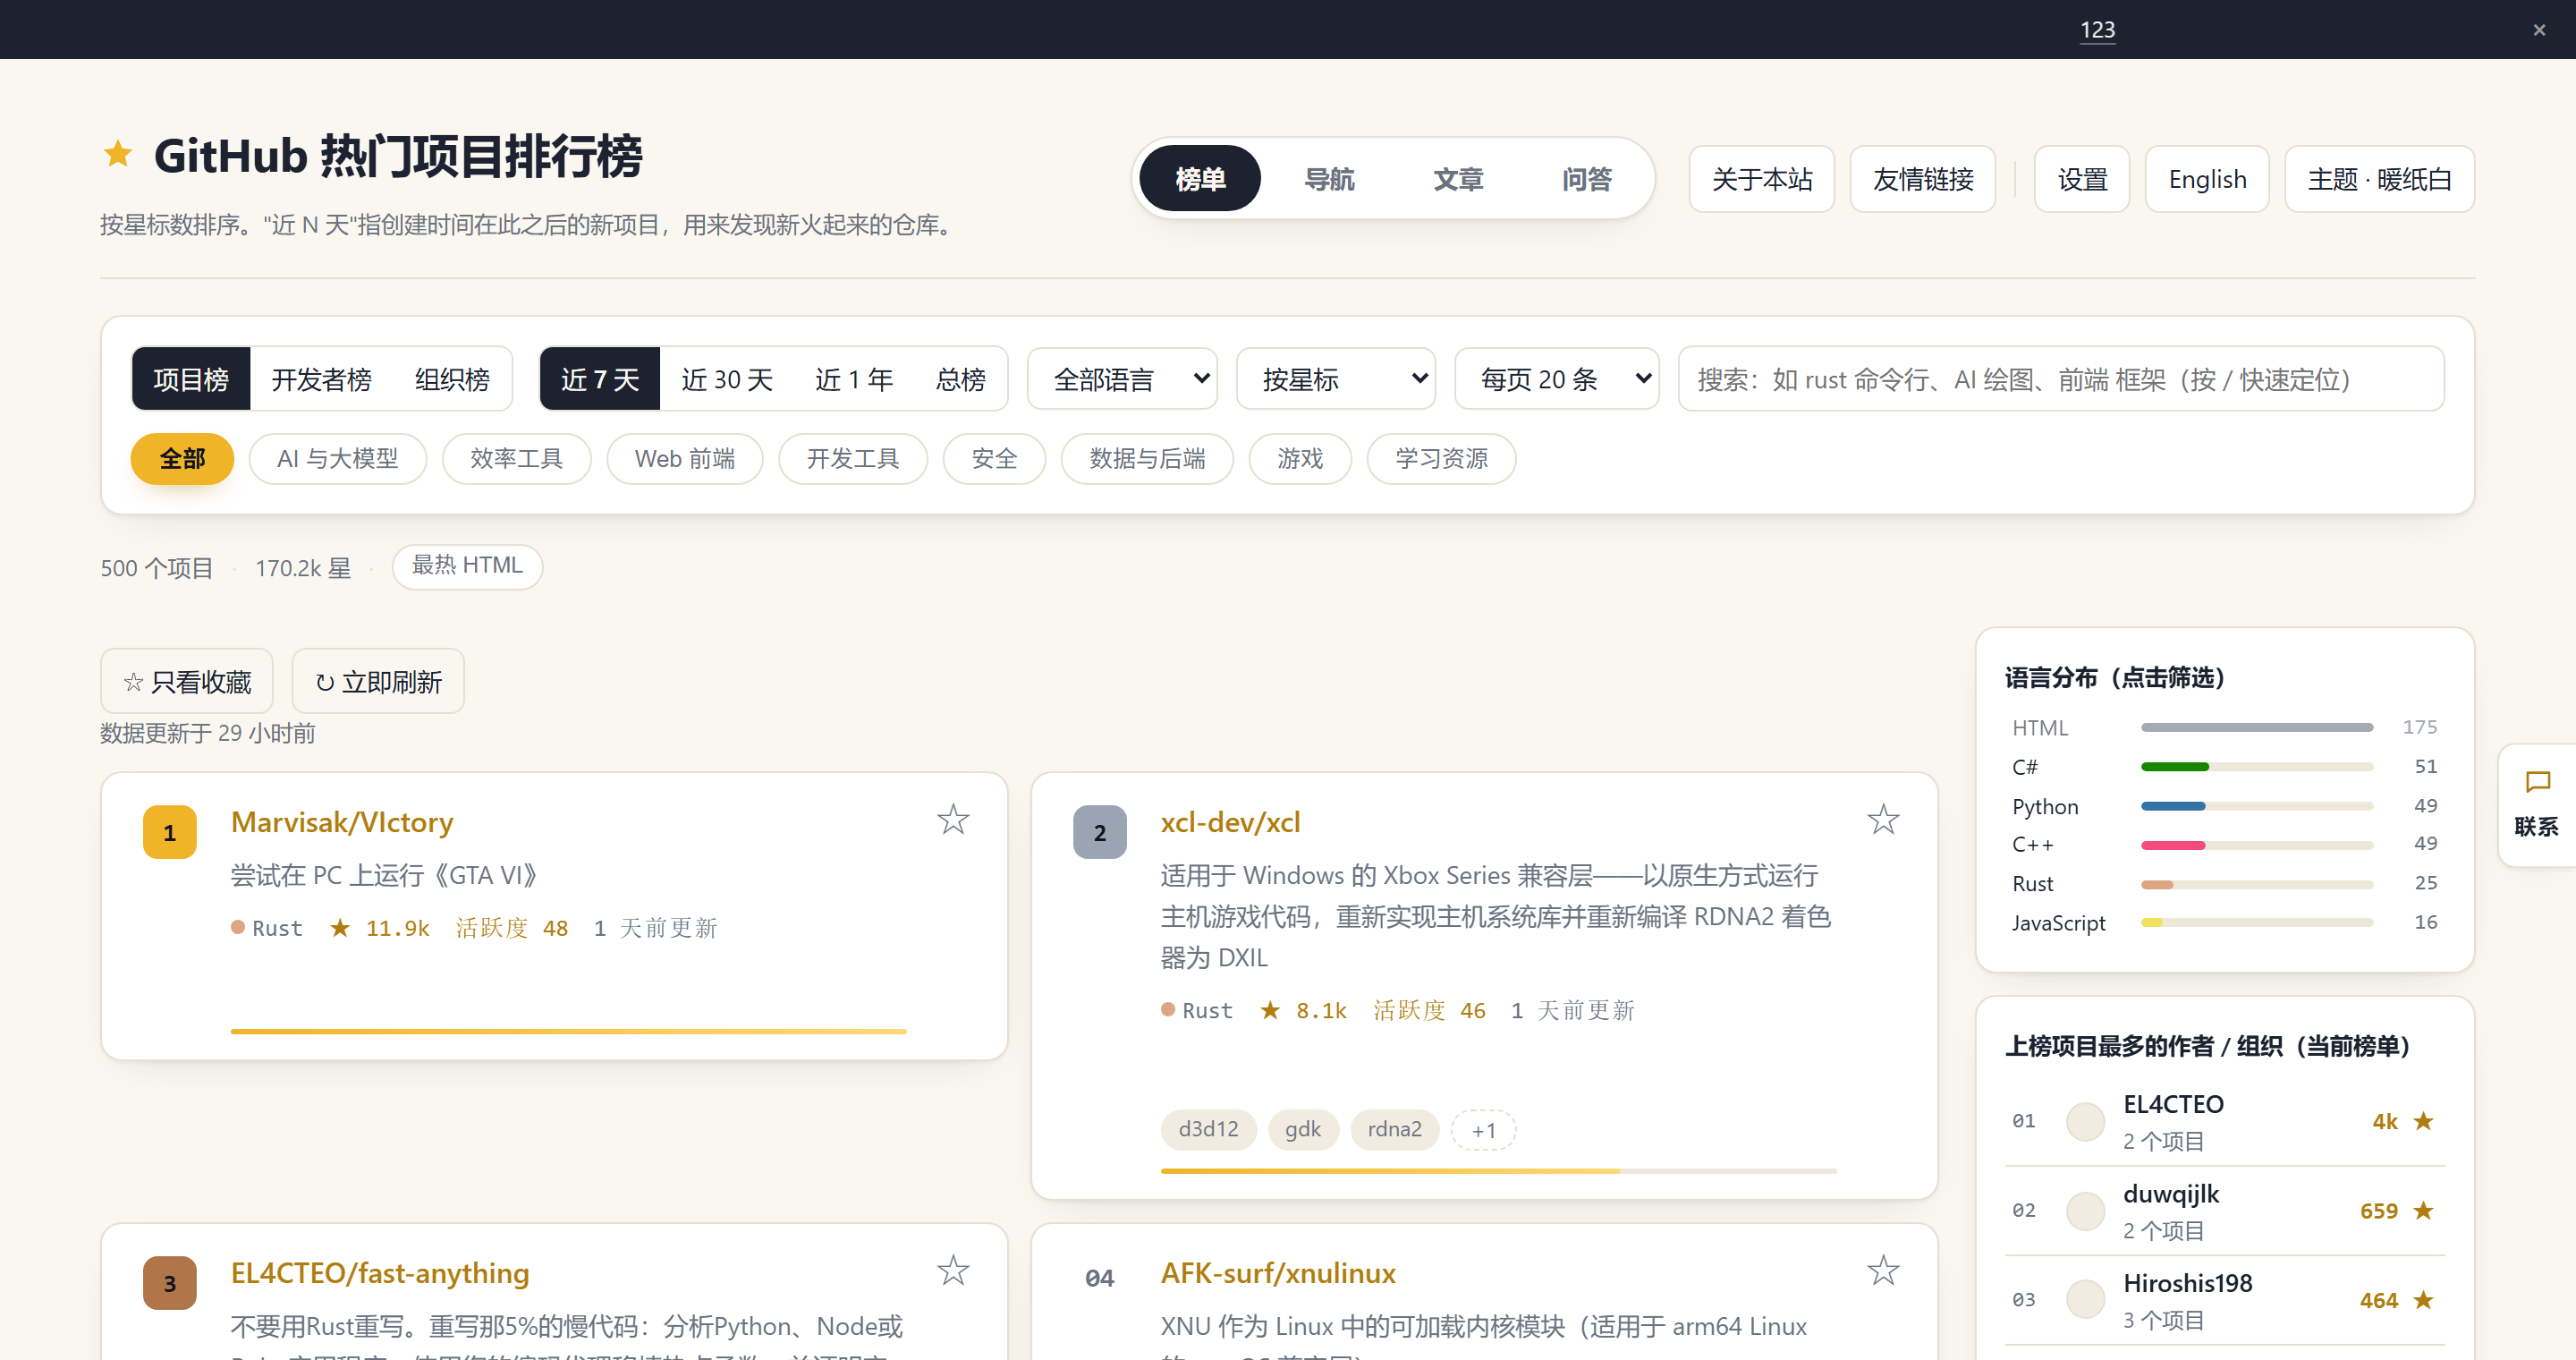 123
×
GitHub 热门项目排行榜
按星标数排序。"近 N 天"指创建时间在此之后的新项目，用来发现新火起来的仓库。
榜单 导航 文章 问答
关于本站 友情链接 设置 English 主题 · 暖纸白
项目榜 开发者榜 组织榜 近 7 天 近 30 天 近 1 年 总榜 全部语言 按星标 每页 20 条 搜索：如 rust 命令行、AI 绘图、前端 框架（按 / 快速定位）
全部 AI 与大模型 效率工具 Web 前端 开发工具 安全 数据与后端 游戏 学习资源
500 个项目 · 170.2k 星 · 最热 HTML
☆ 只看收藏 ↻ 立即刷新
数据更新于 29 小时前
1 Marvisak/VIctory
尝试在 PC 上运行《GTA VI》
Rust ★ 11.9k 活跃度 48 1 天前更新
2 xcl-dev/xcl
适用于 Windows 的 Xbox Series 兼容层——以原生方式运行
主机游戏代码，重新实现主机系统库并重新编译 RDNA2 着色
器为 DXIL
Rust ★ 8.1k 活跃度 46 1 天前更新
d3d12 gdk rdna2 +1
3 EL4CTEO/fast-anything
不要用Rust重写。重写那5%的慢代码：分析Python、Node或
04 AFK-surf/xnulinux
XNU 作为 Linux 中的可加载内核模块（适用于 arm64 Linux
语言分布（点击筛选）
HTML 175
C# 51
Python 49
C++ 49
Rust 25
JavaScript 16
上榜项目最多的作者 / 组织（当前榜单）
01 EL4CTEO 4k ★
2 个项目
02 duwqijlk 659 ★
2 个项目
03 Hiroshis198 464 ★
3 个项目
联系